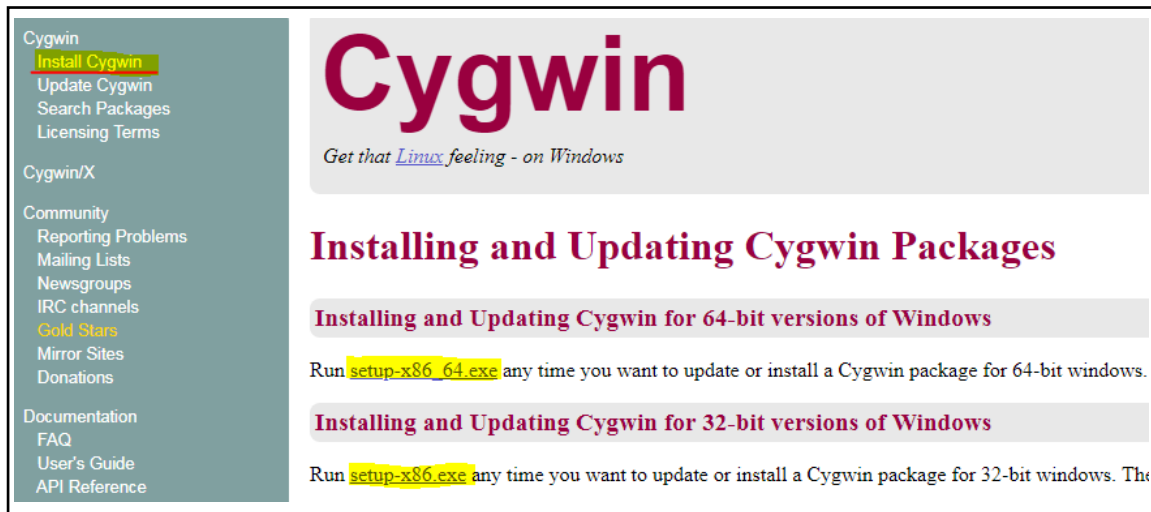 Cygwin
Install Cygwin
Update Cygwin
Search Packages
Licensing Terms
Cygwin/X
Community
Reporting Problems
Mailing Lists
Newsgroups
IRC channels
Gold Stars
Mirror Sites
Donations
Documentation
FAQ
User's Guide
API Reference
Cygwin
Get that Linux feeling - on Windows
Installing and Updating Cygwin Packages
Installing and Updating Cygwin for 64-bit versions of Windows
Run setup-x86_64.exe any time you want to update or install a Cygwin package for 64-bit windows.
Installing and Updating Cygwin for 32-bit versions of Windows
Run setup-x86.exe any time you want to update or install a Cygwin package for 32-bit windows. The